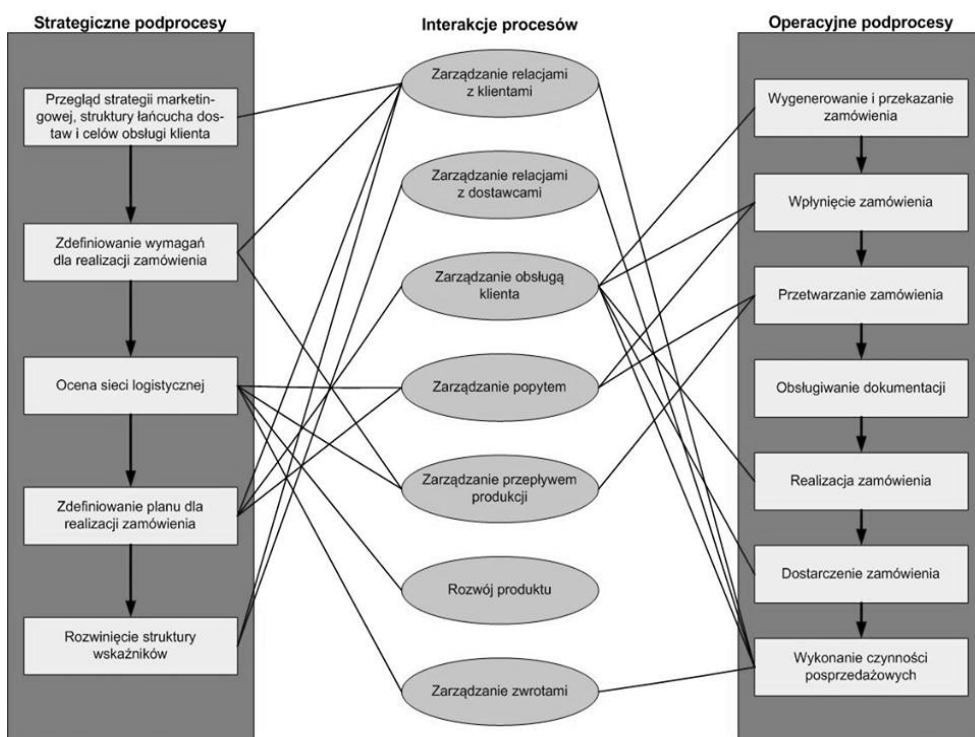 Strategiczne podprocesy
Przegląd strategii marketin-
gowej, struktury łańcucha dos-
taw i celów obsługi klienta
Zdefiniowanie wymagań
dla realizacji zamówienia
Ocena sieci logistycznej
Zdefiniowanie planu dla
realizacji zamówienia
Rozwinięcie struktury
wskaźników
Interakcje procesów
Zarządzanie relacjami
z klientami
Zarządzanie relacjami
z dostawcami
Zarządzanie obsługą
klienta
Zarządzanie popytem
Zarządzanie przepływem
produkcji
Rozwój produktu
Zarządzanie zwrotami
Operacyjne podprocesy
Wygenerowanie i przekazanie
zamówienia
Wpłynięcie zamówienia
Przetwarzanie zamówienia
Obsługiwanie dokumentacji
Realizacja zamówienia
Dostarczenie zamówienia
Wykonanie czynności
posprzedażowych